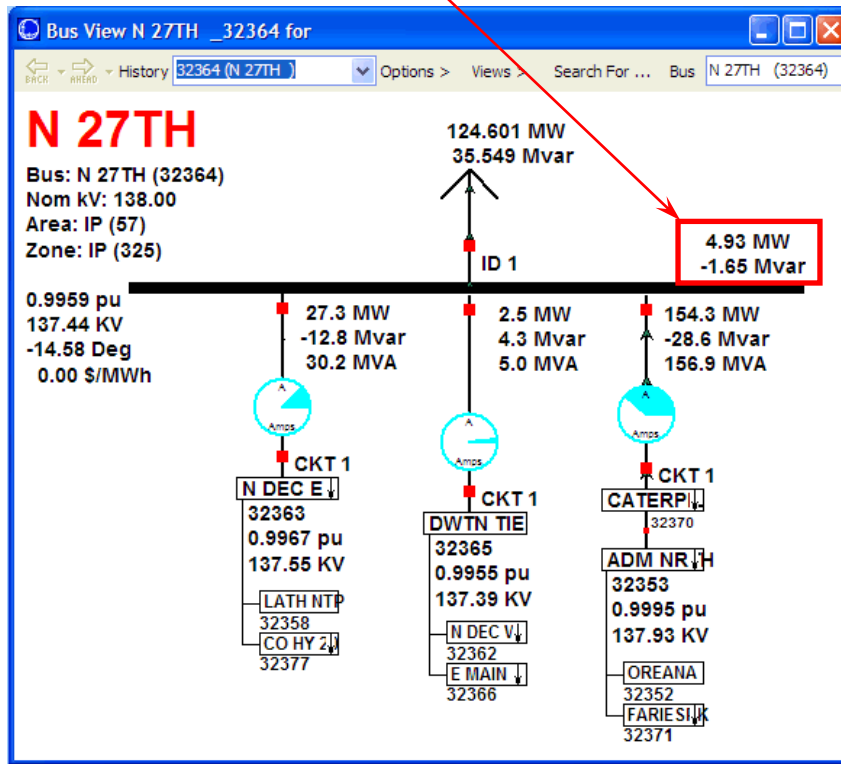 Bus View N 27TH _32364 for
BACK AHEAD History 32364 (N 27TH ) Options > Views > Search For ... Bus N 27TH (32364)
N 27TH
Bus: N 27TH (32364)
Nom kV: 138.00
Area: IP (57)
Zone: IP (325)
124.601 MW
35.549 Mvar
ID 1
4.93 MW
-1.65 Mvar
0.9959 pu
137.44 KV
-14.58 Deg
0.00 $/MWh
27.3 MW
-12.8 Mvar
30.2 MVA
A
Amps
CKT 1
N DEC E
32363
0.9967 pu
137.55 KV
LATH NTP
32358
CO HY 2
32377
2.5 MW
4.3 Mvar
5.0 MVA
A
Amps
CKT 1
DWTN TIE
32365
0.9955 pu
137.39 KV
N DEC
32362
E MAIN
32366
154.3 MW
-28.6 Mvar
156.9 MVA
A
Amps
CKT 1
32370
ADM NR
32353
0.9995 pu
137.93 KV
OREANA
32352
32371